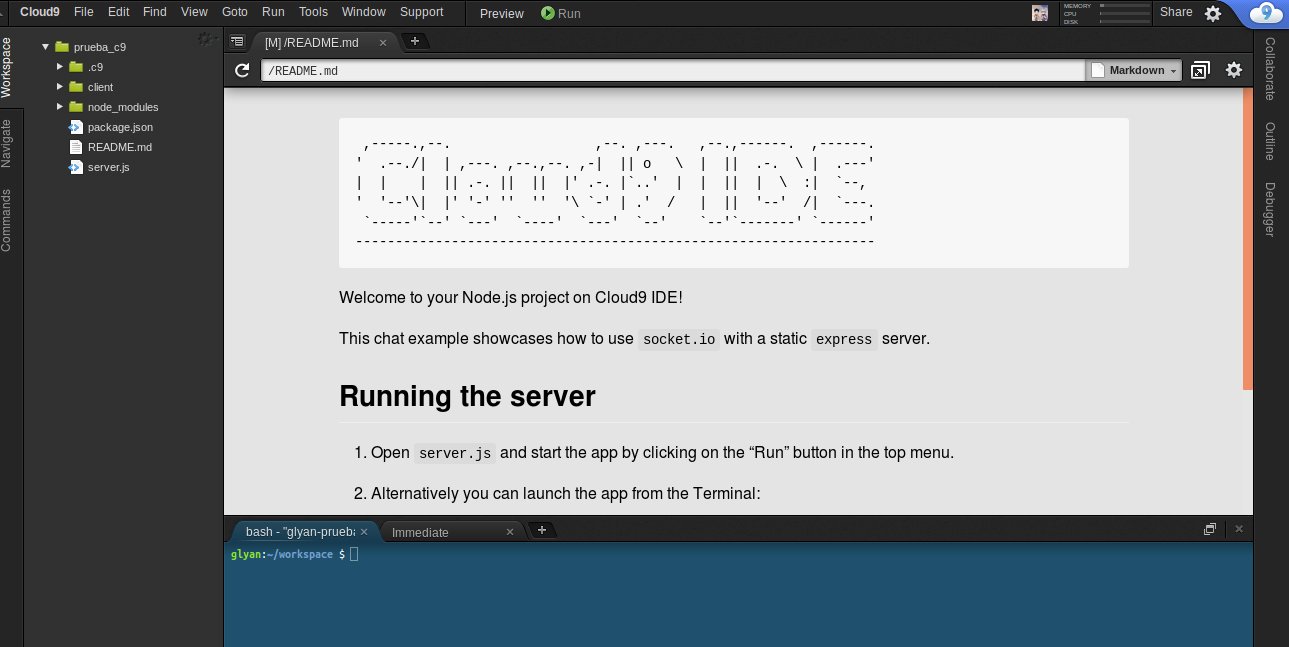 Cloud9 File Edit Find View Goto Run Tools Window Support Preview Run MEMORY CPU DISK Share 9
Workspace
Navigate
Commands
prueba_c9
.c9
client
node_modules
package.json
README.md
server.js
[M] /README.md
/README.md Markdown
 ,-----.,--.                  ,--. ,---.   ,--.,------.  ,------.
'  .--./|  | ,---. ,--.,--. ,-|  || o   \  |  ||  .-.  \ |  .---'
|  |    |  || .-. ||  ||  |' .-. |`..'  |  |  ||  |  \  :|  `--,
'  '--'\|  |' '-' ''  ''  '\ `-' | .'  /   |  ||  '--'  /|  `---.
 `-----'`--' `---'  `----'  `---'  `--'    `--'`-------' `------'
-----------------------------------------------------------------
Welcome to your Node.js project on Cloud9 IDE!
This chat example showcases how to use socket.io with a static express server.
Running the server
1. Open server.js and start the app by clicking on the “Run” button in the top menu.
2. Alternatively you can launch the app from the Terminal:
bash - "glyan-prueba Immediate
glyan:~/workspace $
Collaborate
Outline
Debugger